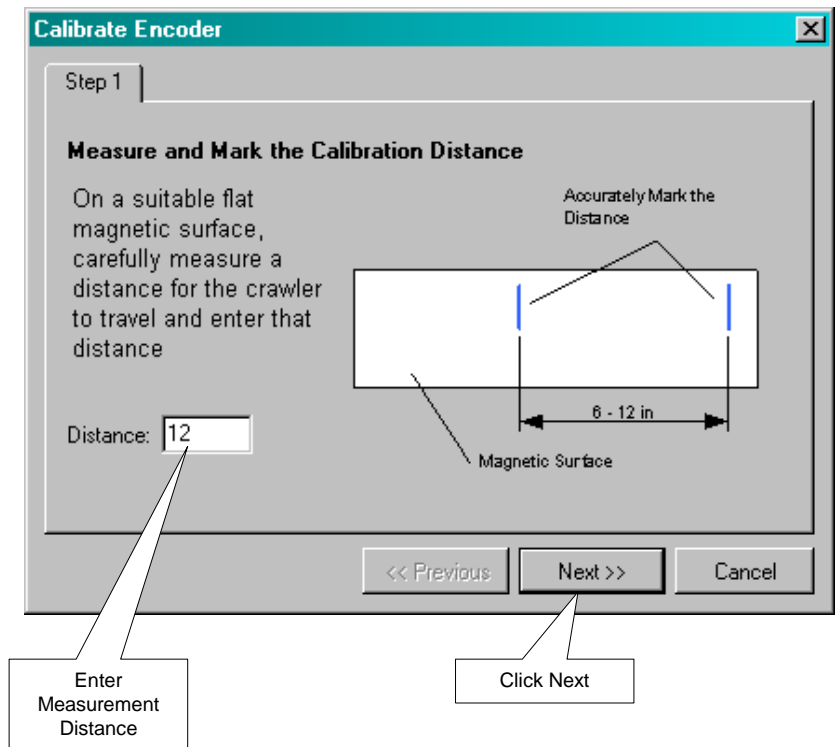 Calibrate Encoder
Step 1
Measure and Mark the Calibration Distance
On a suitable flat
magnetic surface,
carefully measure a
distance for the crawler
to travel and enter that
distance
Accurately Mark the
Distance
6 - 12 in
Magnetic Surface
Distance: 12
<< Previous
Next >>
Cancel
Enter
Measurement
Distance
Click Next